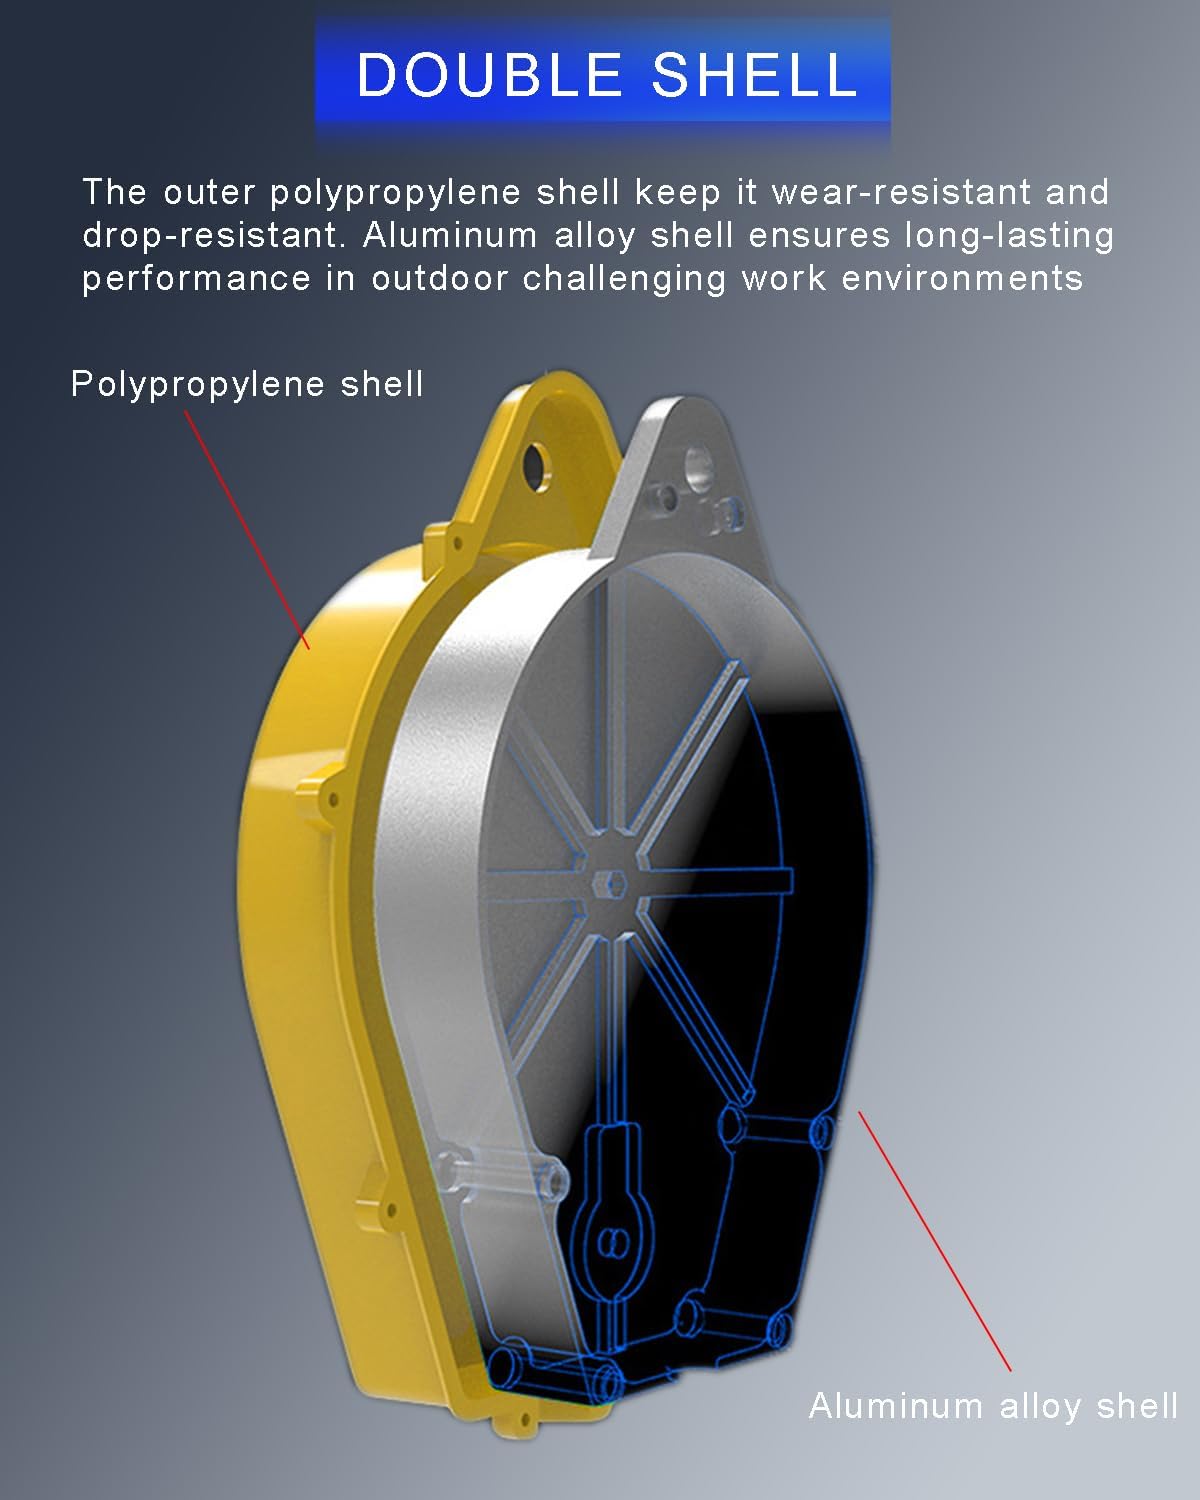 DOUBLE SHELL
The outer polypropylene shell keep it wear-resistant and
drop-resistant. Aluminum alloy shell ensures long-lasting
performance in outdoor challenging work environments
Polypropylene shell
Aluminum alloy shell